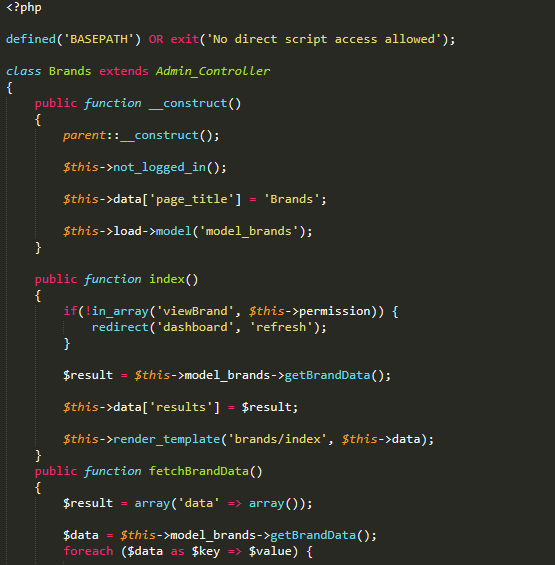 <?php
defined('BASEPATH') OR exit('No direct script access allowed');
class Brands extends Admin_Controller
{
public function __construct()
{
parent::__construct();
$this->not_logged_in();
$this->data['page_title'] = 'Brands';
$this->load->model('model_brands');
}
public function index()
{
if(!in_array('viewBrand', $this->permission)) {
redirect('dashboard', 'refresh');
}
$result = $this->model_brands->getBrandData();
$this->data['results'] = $result;
$this->render_template('brands/index', $this->data);
}
public function fetchBrandData()
{
$result = array('data' => array());
$data = $this->model_brands->getBrandData();
foreach ($data as $key => $value) {